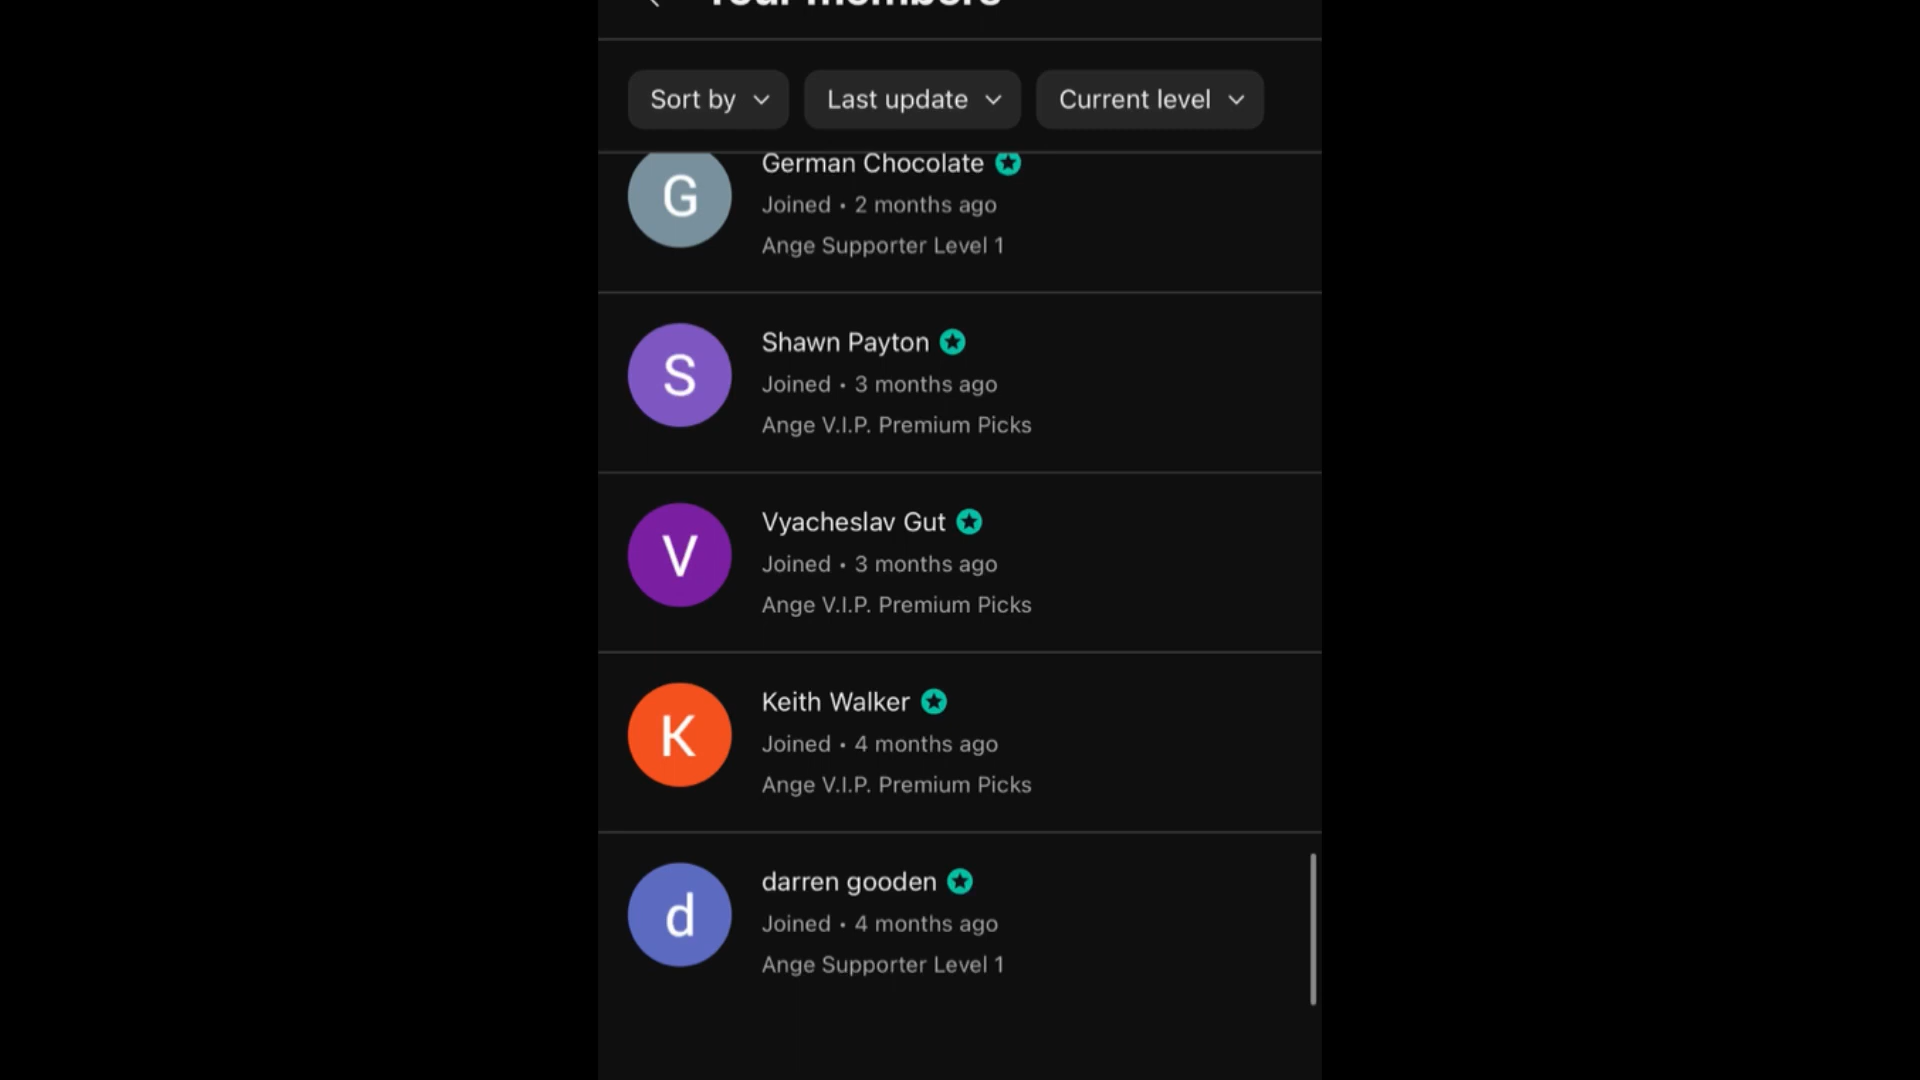 Your members
Sort by
Last update
Current level
G
German Chocolate
Joined • 2 months ago
Ange Supporter Level 1
S
Shawn Payton
Joined • 3 months ago
Ange V.I.P. Premium Picks
V
Vyacheslav Gut
Joined • 3 months ago
Ange V.I.P. Premium Picks
K
Keith Walker
Joined • 4 months ago
Ange V.I.P. Premium Picks
d
darren gooden
Joined • 4 months ago
Ange Supporter Level 1